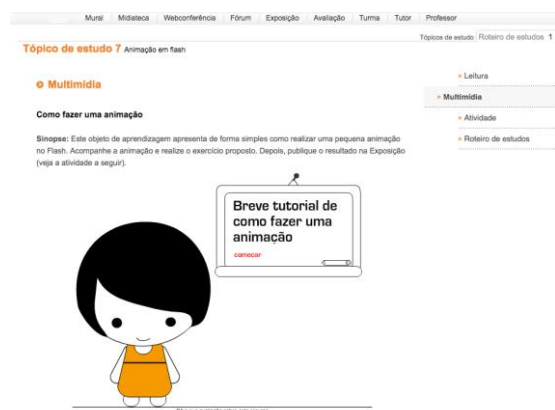 Mural Midiateca Webconferência Fórum Exposição Avaliação Turma Tutor Professor
Tópicos de estudo Roteiro de estudos 1
Tópico de estudo 7 Animação em flash
Multimídia
Como fazer uma animação
Sinopse: Este objeto de aprendizagem apresenta de forma simples como realizar uma pequena animação
no Flash. Acompanhe a animação e realize o exercício proposto. Depois, publique o resultado na Exposição
(veja a atividade a seguir).
» Leitura
» Multimídia
» Atividade
» Roteiro de estudos
Breve tutorial de
como fazer uma
animação
começar